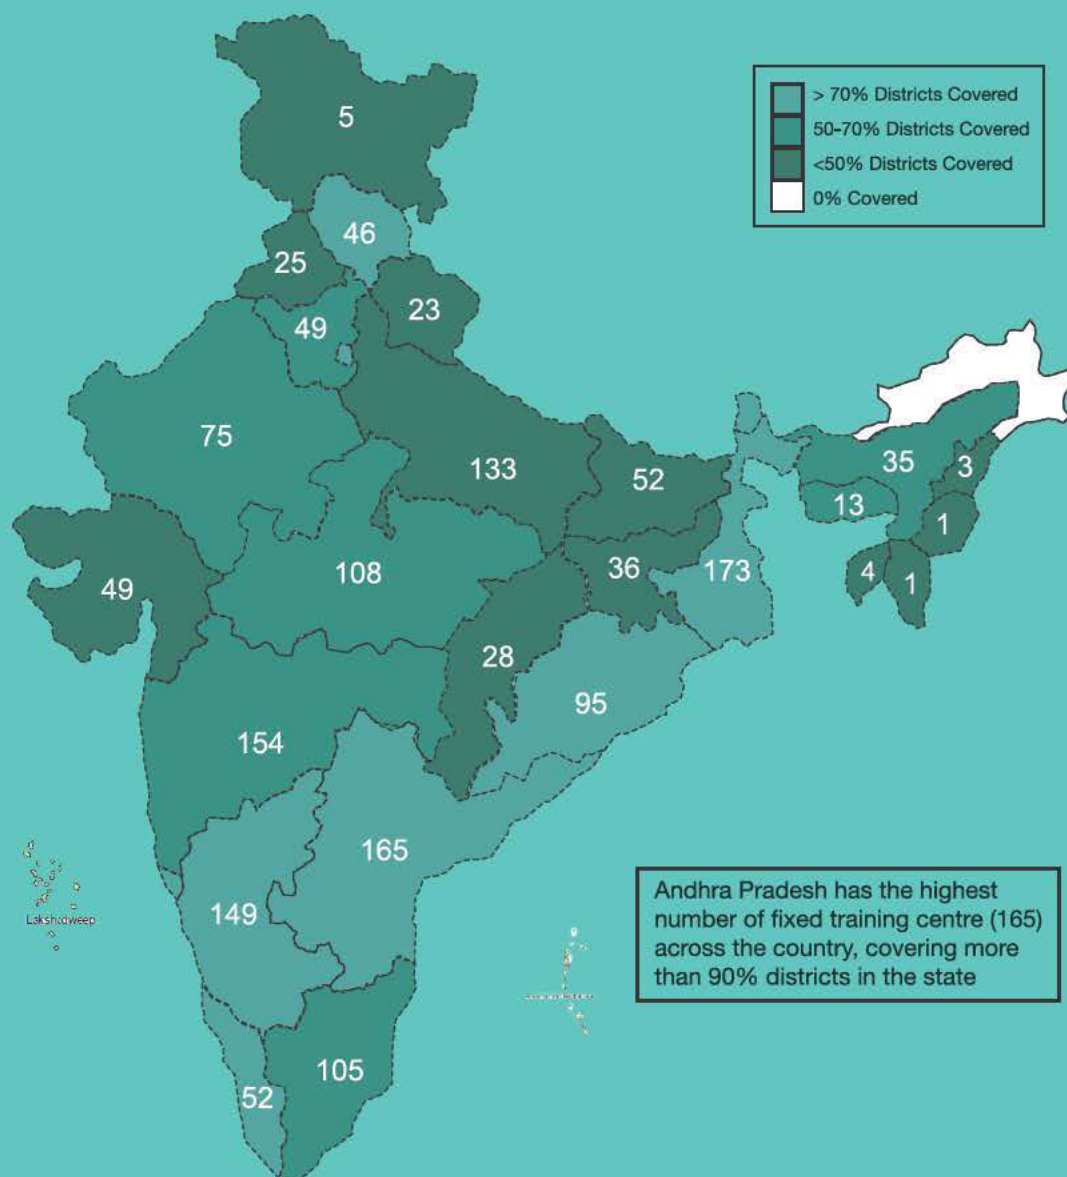 > 70% Districts Covered
50-70% Districts Covered
<50% Districts Covered
0% Covered
5
46
25
23
49
75
133
52
35
3
13
1
108
36
173
4
1
49
28
95
154
165
149
Lakshadweep
Andhra Pradesh has the highest
number of fixed training centre (165)
across the country, covering more
than 90% districts in the state
105
52